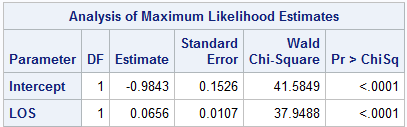 Analysis of Maximum Likelihood Estimates
Parameter DF Estimate Standard Error Wald Chi-Square Pr > ChiSq
Intercept 1 -0.9843 0.1526 41.5849 <.0001
LOS 1 0.0656 0.0107 37.9488 <.0001